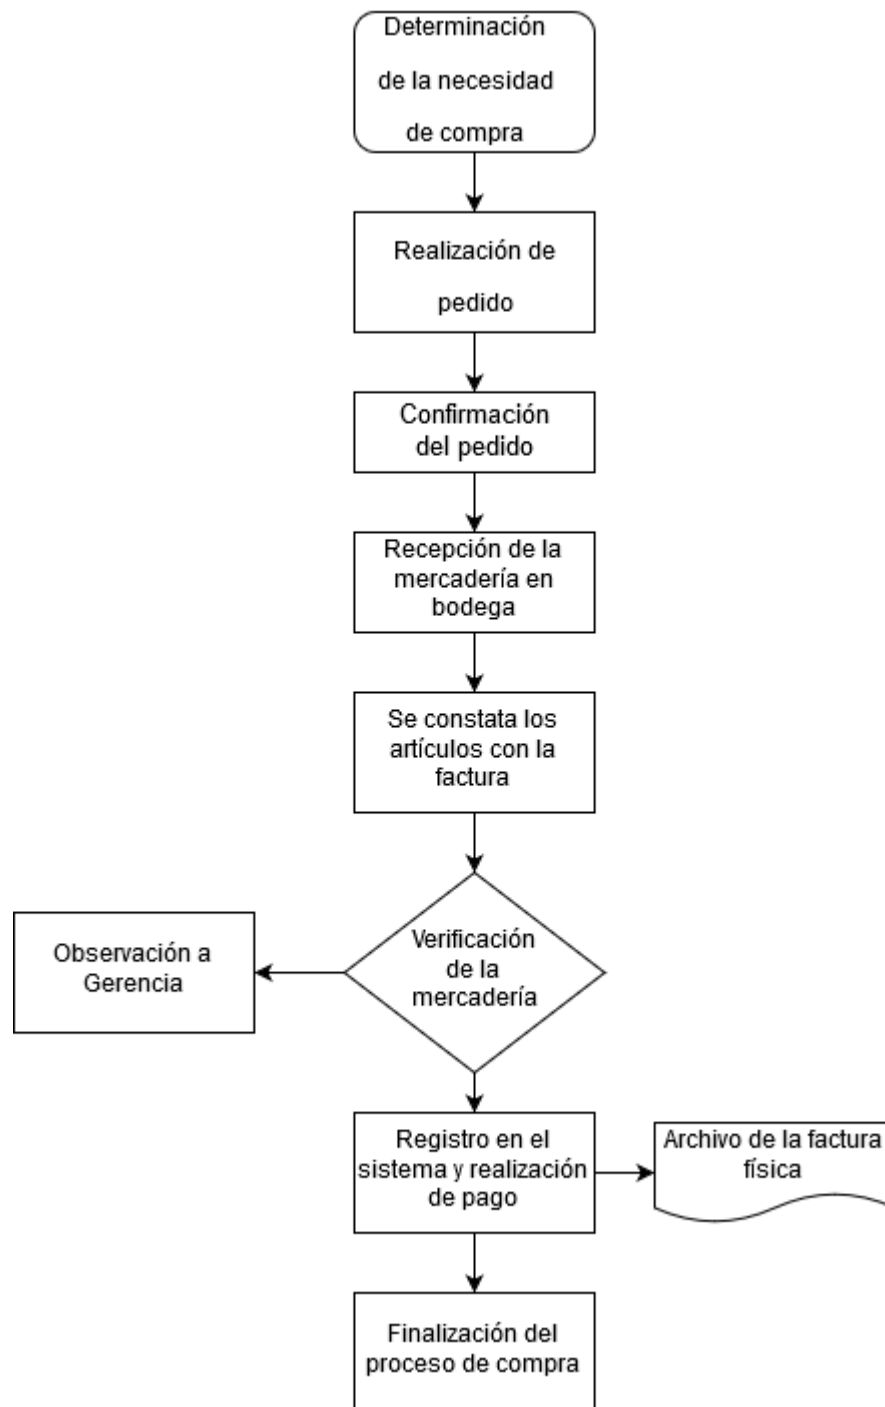 Determinación
de la necesidad
de compra
Realización de
pedido
Confirmación
del pedido
Recepción de la
mercadería en
bodega
Se constata los
artículos con la
factura
Verificación
de la
mercadería
Observación a
Gerencia
Registro en el
sistema y realización
de pago
Archivo de la factura
física
Finalización del
proceso de compra